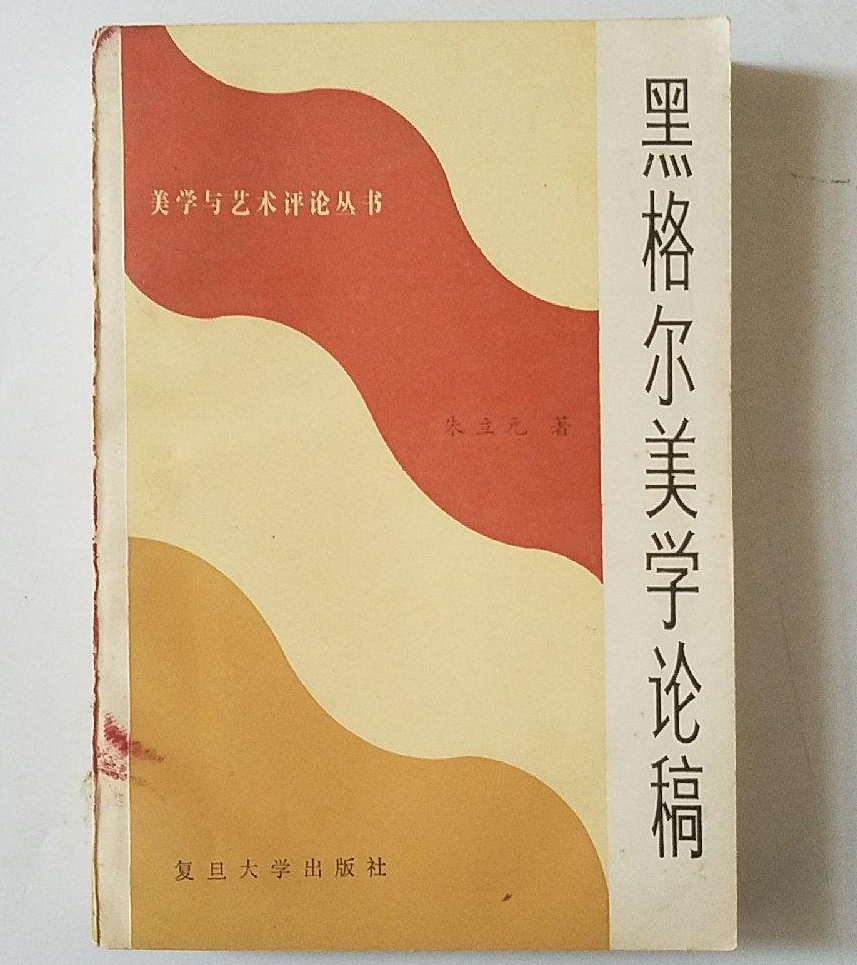 黑格尔美学论稿
美学与艺术评论丛书
朱立元 著
复旦大学出版社